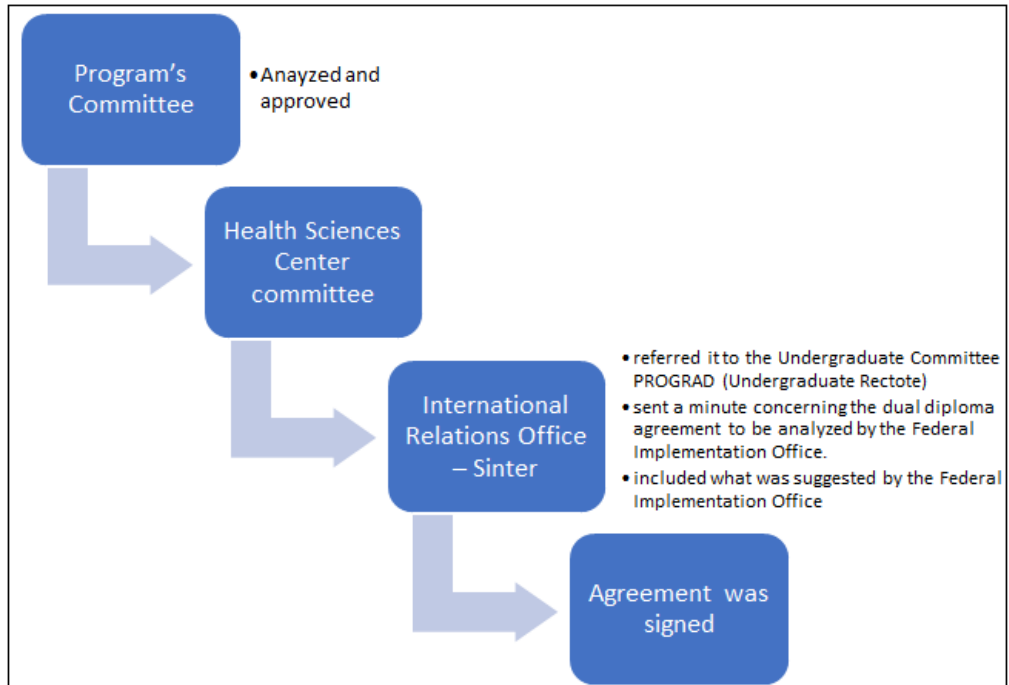 Program's
Committee
•Anayzed and
approved
Health Sciences
Center
committee
International
Relations Office
– Sinter
•referred it to the Undergraduate Committee
PROGRAD (Undergraduate Rectote)
•sent a minute concerning the dual diploma
agreement to be analyzed by the Federal
Implementation Office.
•included what was suggested by the Federal
Implementation Office
Agreement was
signed